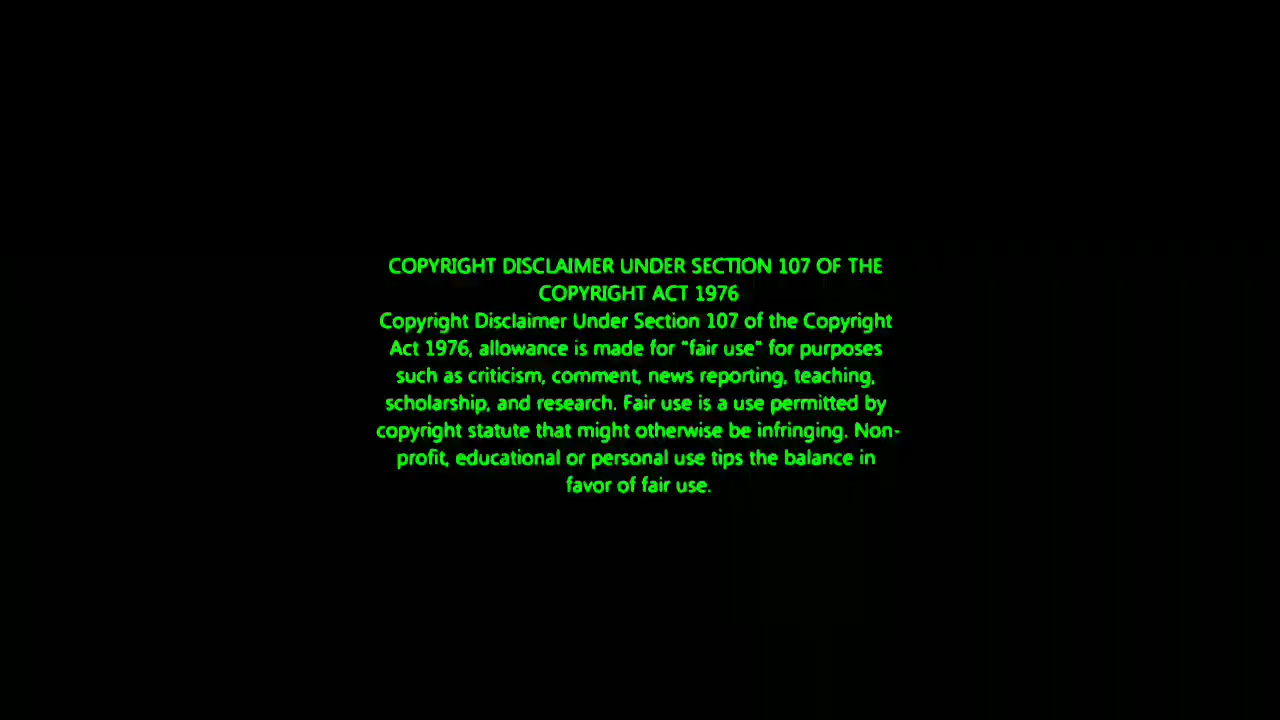 COPYRIGHT DISCLAIMER UNDER SECTION 107 OF THE
COPYRIGHT ACT 1976
Copyright Disclaimer Under Section 107 of the Copyright
Act 1976, allowance is made for "fair use" for purposes
such as criticism, comment, news reporting, teaching,
scholarship, and research. Fair use is a use permitted by
copyright statute that might otherwise be infringing. Non-
profit, educational or personal use tips the balance in
favor of fair use.